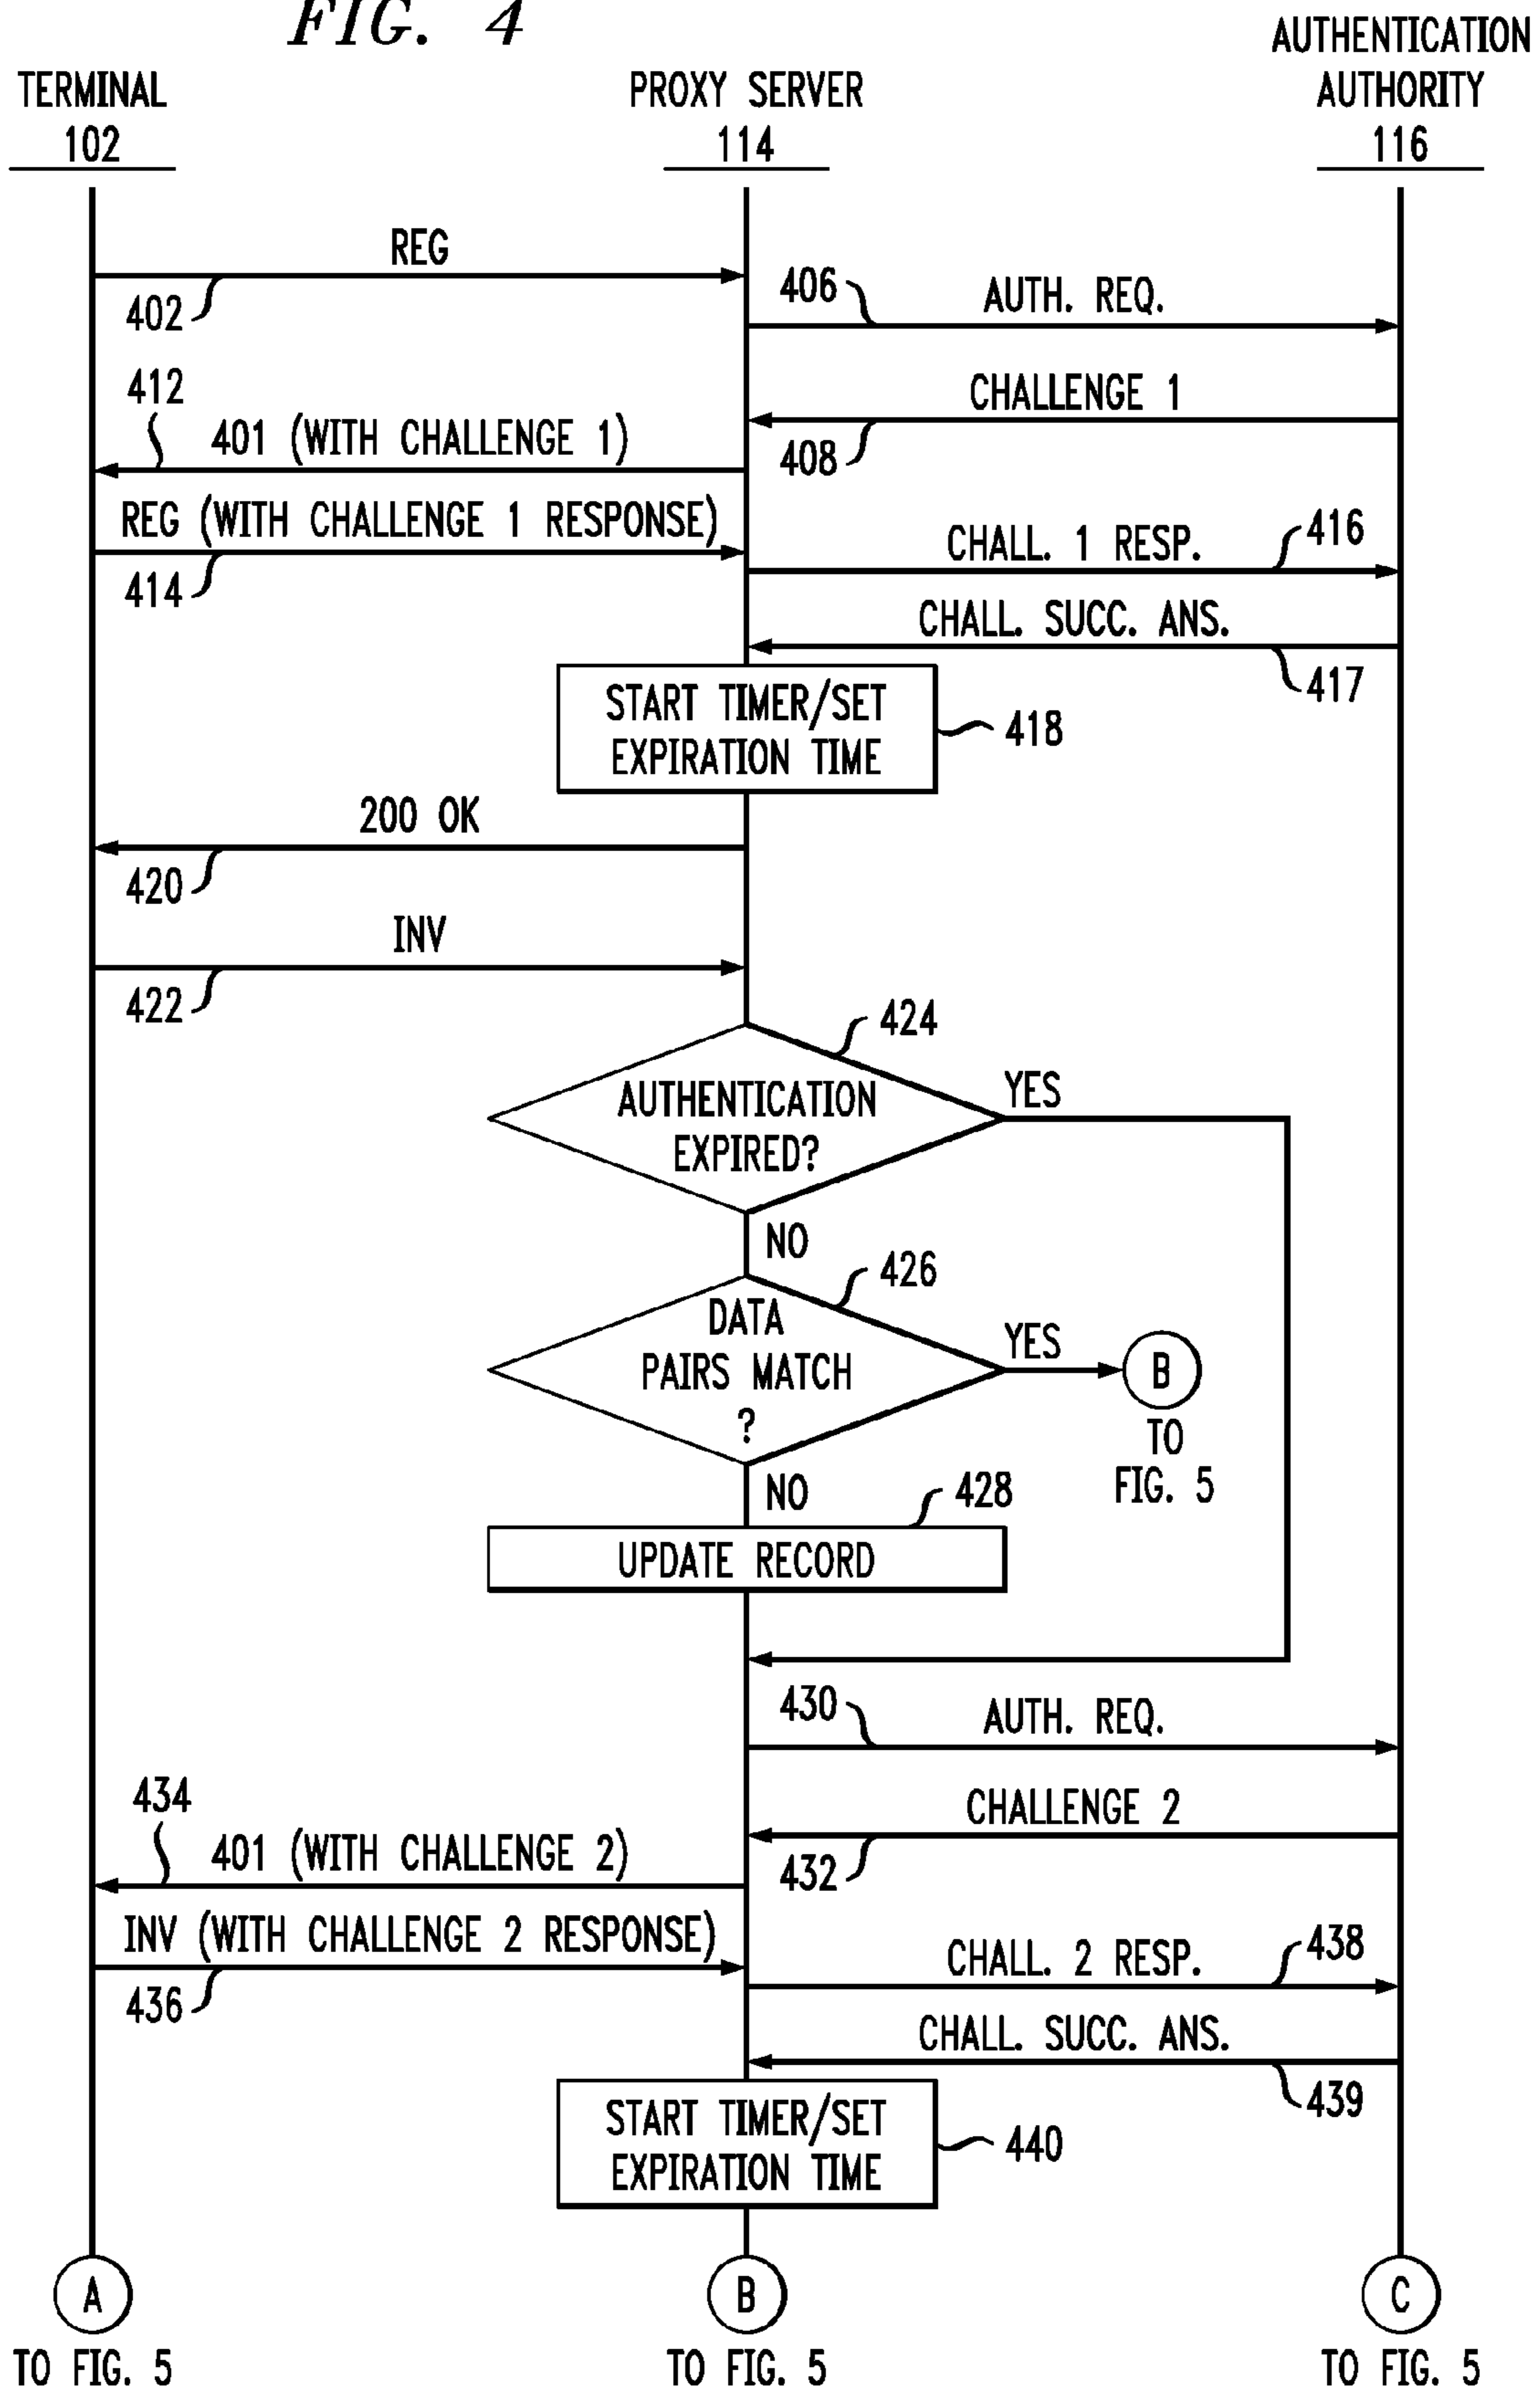 FIG. 4
TERMINAL
102
PROXY SERVER
114
AUTHENTICATION
AUTHORITY
116
REG
402
406
AUTH. REQ.
CHALLENGE 1
408
412
401 (WITH CHALLENGE 1)
REG (WITH CHALLENGE 1 RESPONSE)
414
CHALL. 1 RESP.
416
CHALL. SUCC. ANS.
417
START TIMER/SET
EXPIRATION TIME
418
200 OK
420
INV
422
424
AUTHENTICATION
EXPIRED?
YES
NO
426
DATA
PAIRS MATCH
?
YES
B
TO
FIG. 5
NO
428
UPDATE RECORD
430
AUTH. REQ.
CHALLENGE 2
432
434
401 (WITH CHALLENGE 2)
INV (WITH CHALLENGE 2 RESPONSE)
436
CHALL. 2 RESP.
438
CHALL. SUCC. ANS.
439
START TIMER/SET
EXPIRATION TIME
440
A
TO FIG. 5
B
TO FIG. 5
C
TO FIG. 5